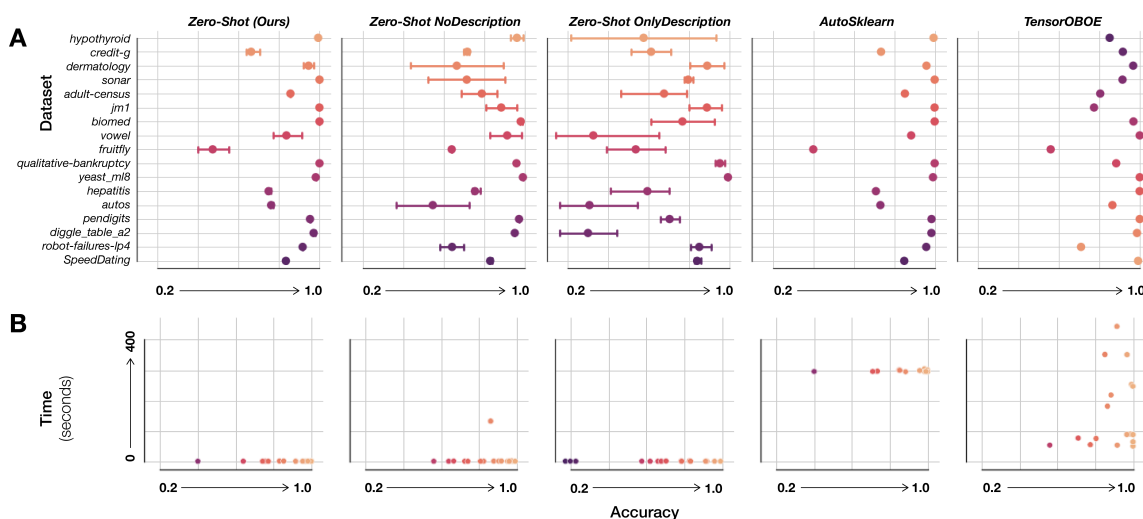 A
Zero-Shot (Ours)
Zero-Shot NoDescription
Zero-Shot OnlyDescription
AutoSklearn
TensorOBOE
Dataset
hypothyroid
credit-g
dermatology
sonar
adult-census
jm1
biomed
vowel
fruitfly
qualitative-bankruptcy
yeast_ml8
hepatitis
autos
pendigits
diggle_table_a2
robot-failures-lp4
SpeedDating
0.2 → 1.0
0.2 → 1.0
0.2 → 1.0
0.2 → 1.0
0.2 → 1.0
B
Time
(seconds)
0 → 400
0.2 → 1.0
0.2 → 1.0
0.2 → 1.0
0.2 → 1.0
0.2 → 1.0
Accuracy